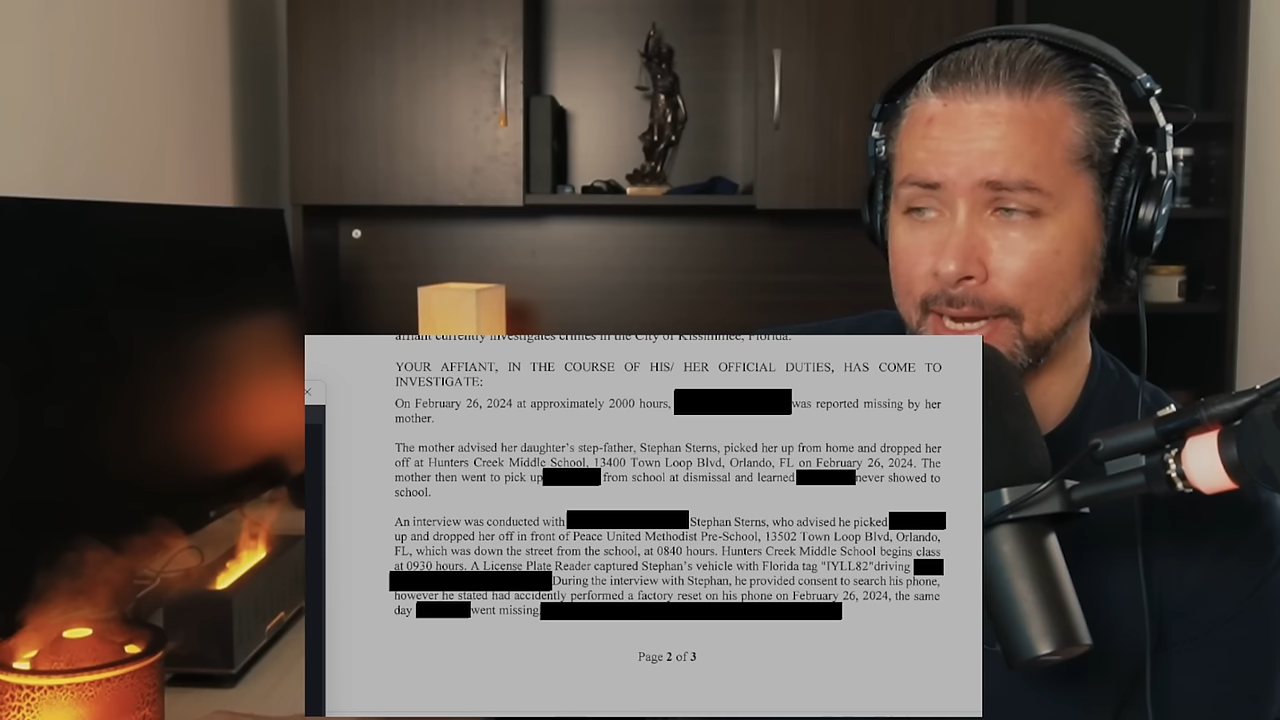 affiant currently investigates crimes in the City of Kissimmee, Florida.
YOUR AFFIANT, IN THE COURSE OF HIS/ HER OFFICIAL DUTIES, HAS COME TO
INVESTIGATE:
On February 26, 2024 at approximately 2000 hours, was reported missing by her
mother.
The mother advised her daughter's step-father, Stephan Sterns, picked her up from home and dropped her
off at Hunters Creek Middle School, 13400 Town Loop Blvd, Orlando, FL on February 26, 2024. The
mother then went to pick up from school at dismissal and learned never showed to
school.
An interview was conducted with Stephan Sterns, who advised he picked
up and dropped her off in front of Peace United Methodist Pre-School, 13502 Town Loop Blvd, Orlando,
FL, which was down the street from the school, at 0840 hours. Hunters Creek Middle School begins class
at 0930 hours. A License Plate Reader captured Stephan's vehicle with Florida tag "IYLL82"driving
During the interview with Stephan, he provided consent to search his phone,
however he stated had accidently performed a factory reset on his phone on February 26, 2024, the same
day went missing
Page 2 of 3